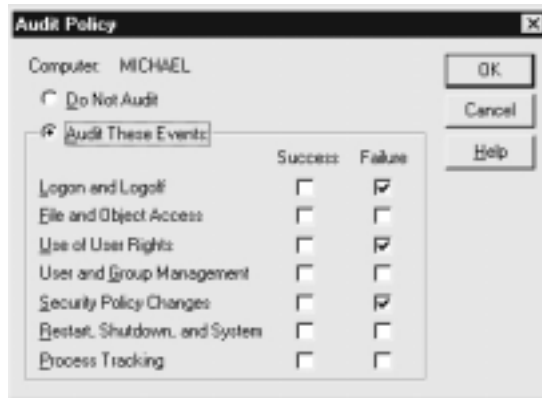 Audit Policy
Computer: MICHAEL
OK
Do Not Audit
Cancel
Audit These Events:
Help
Success Failure
Logon and Logoff
File and Object Access
Use of User Rights
User and Group Management
Security Policy Changes
Restart, Shutdown, and System
Process Tracking